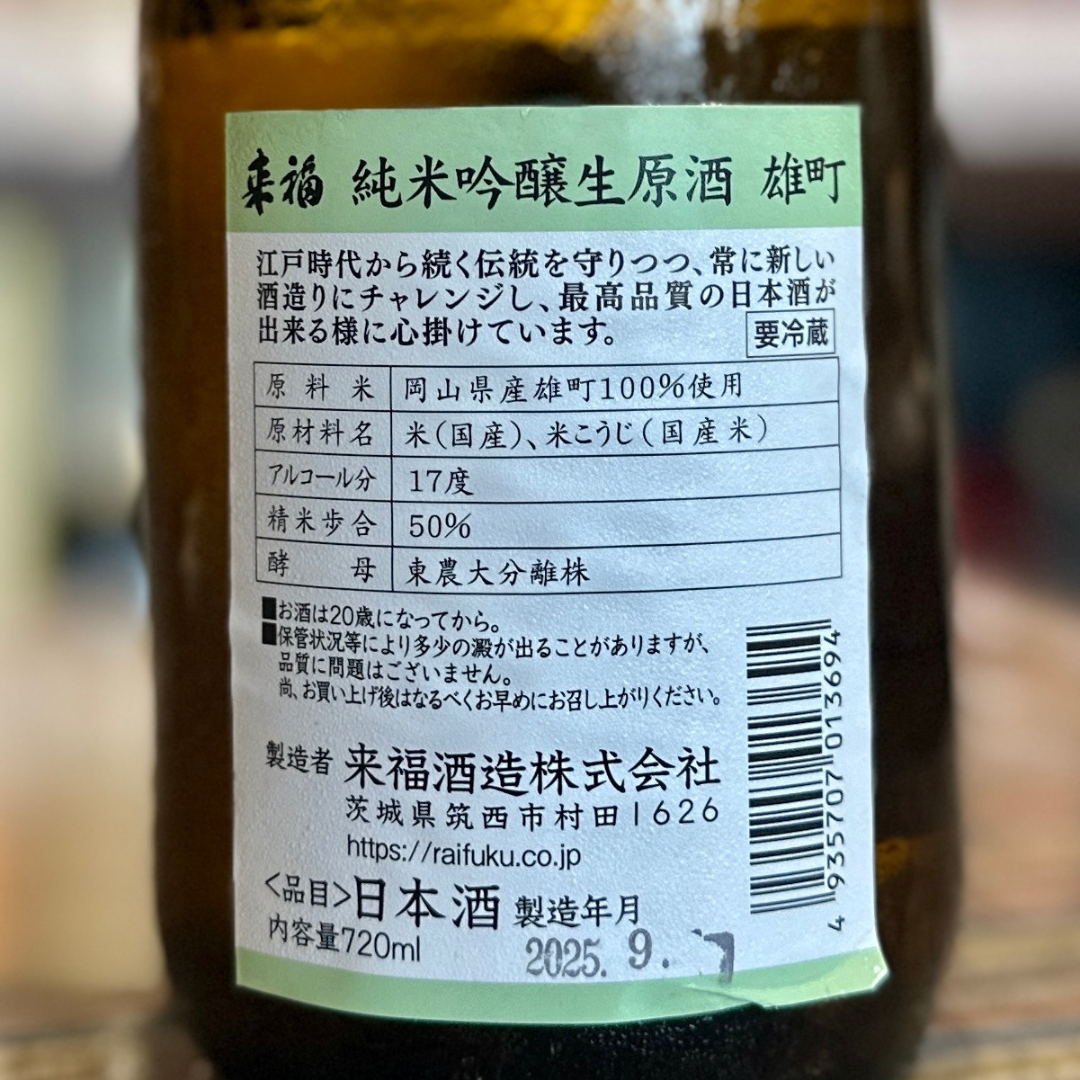 来福 純米吟醸生原酒 雄町
江戸時代から続く伝統を守りつつ、常に新しい
酒造りにチャレンジし、最高品質の日本酒が
出来る様に心掛けています。
要冷蔵
原料米 岡山県産雄町100%使用
原材料名 米(国産)、米こうじ(国産米)
アルコール分 17度
精米歩合 50%
酵母 東農大分離株
■お酒は20歳になってから。
■保管状況等により多少の澱が出ることがありますが、
品質に問題はございません。
尚、お買い上げ後はなるべくお早めにお召し上がりください。
製造者 来福酒造株式会社
茨城県筑西市村田1626
https://raifuku.co.jp
<品目>日本酒 製造年月
内容量720ml
2025. 9.
4 935707 013694